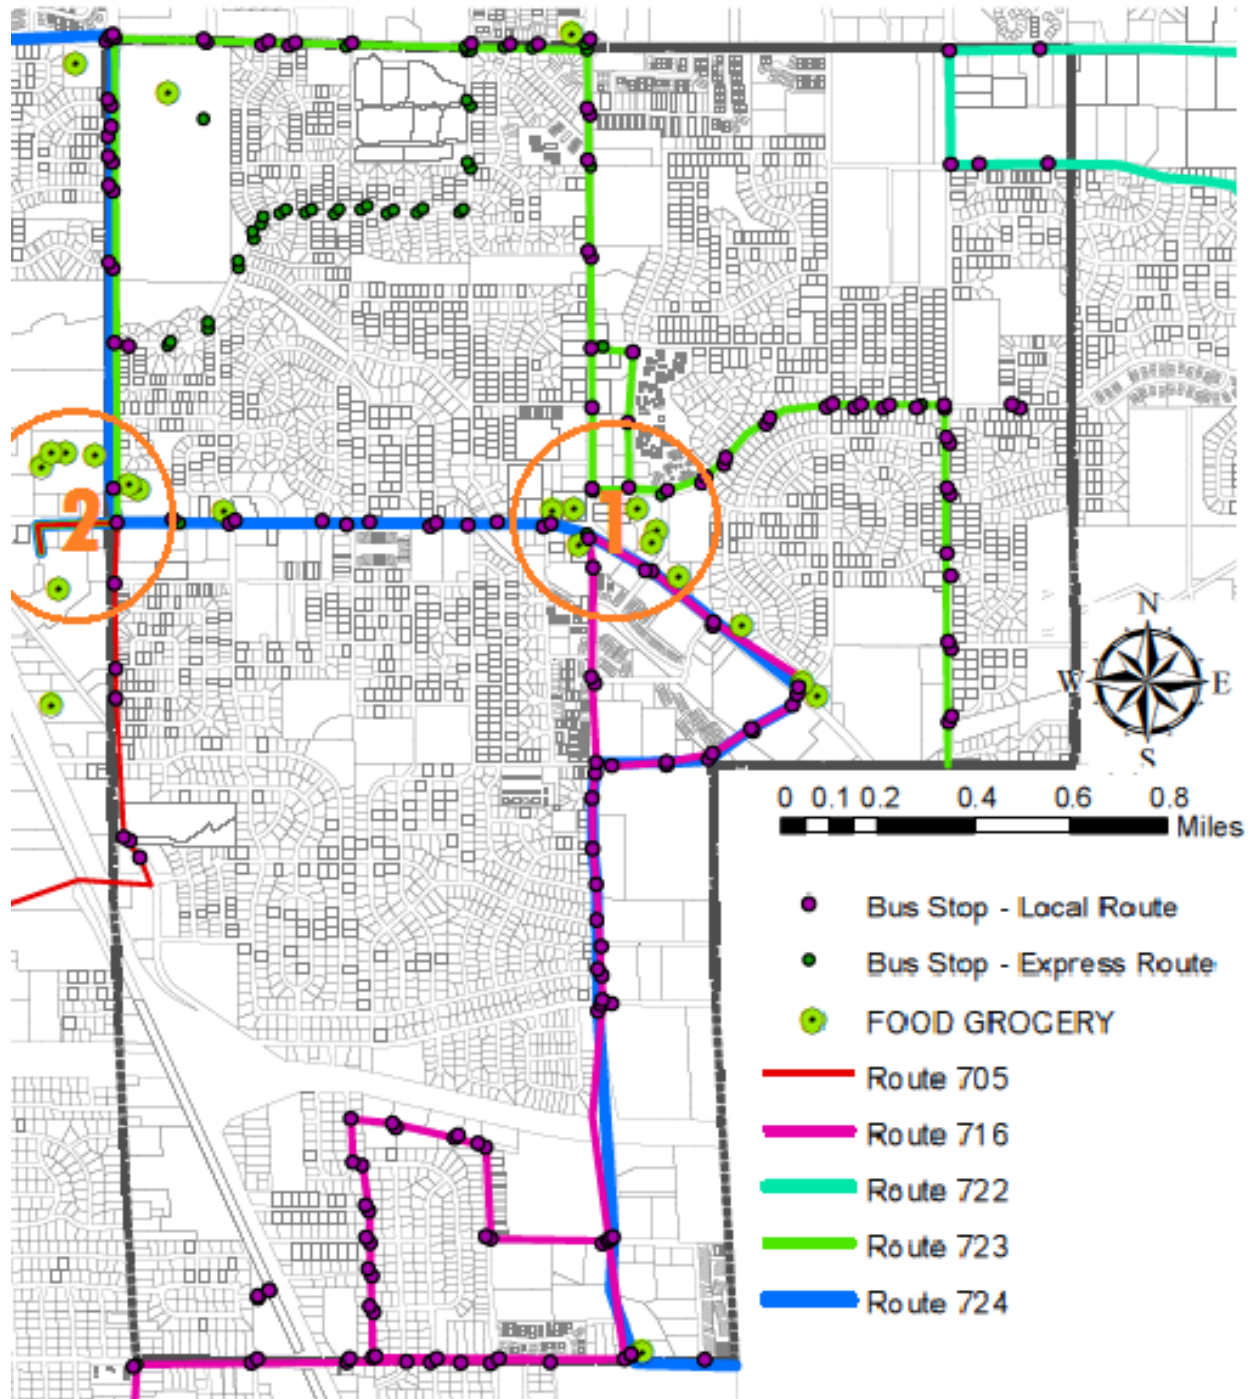 2
1
N
W E
S
0 0.1 0.2 0.4 0.6 0.8
Miles
Bus Stop - Local Route
Bus Stop - Express Route
FOOD GROCERY
Route 705
Route 716
Route 722
Route 723
Route 724